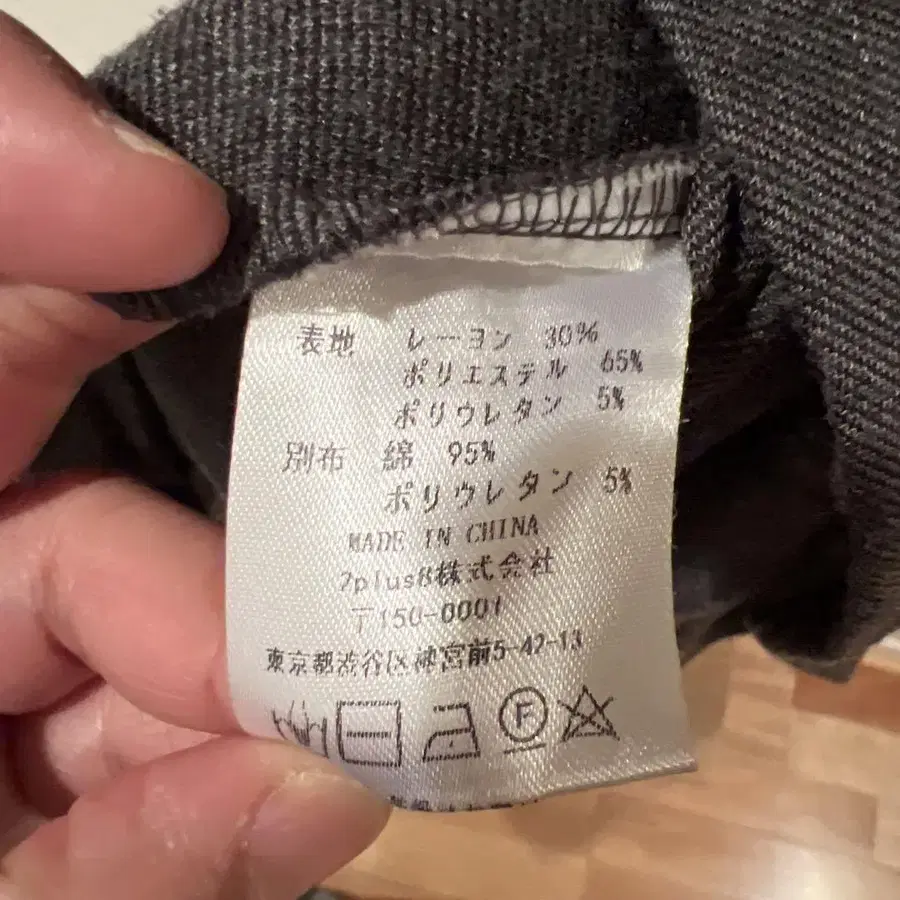 表地 レーヨン 30%
ポリエステル 65%
ポリウレタン 5%
別布 綿 95%
ポリウレタン 5%
MADE IN CHINA
7plus8株式会社
〒150-0001
東京都渋谷区神宮前5-42-13
F